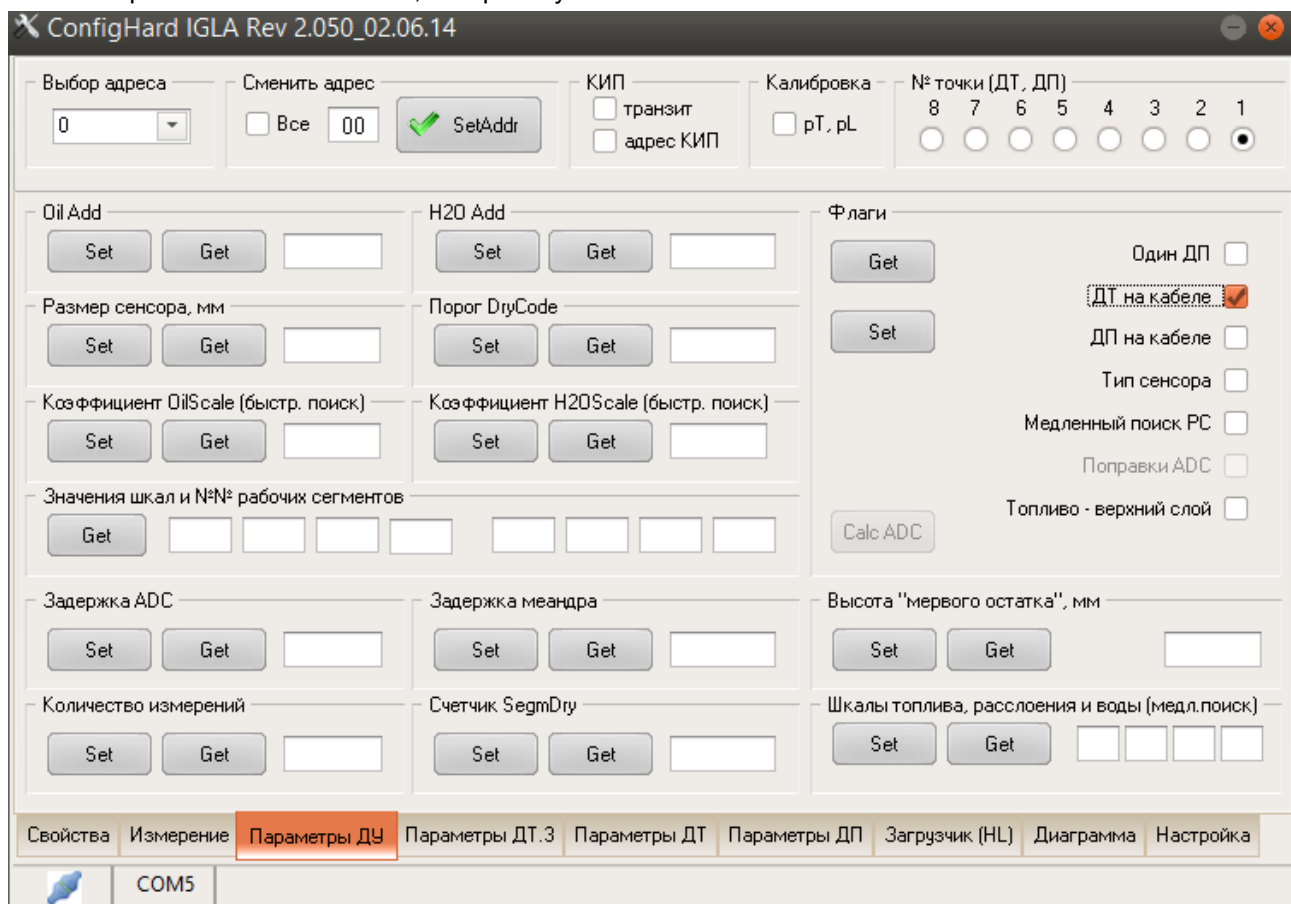 ConfigHard IGLA Rev 2.050_02.06.14
Выбор адреса
Сменить адрес
КИП
Калибровка
№ точки (ДТ, ДП)
0
Все
00
SetAddr
транзит
адрес КИП
pT, pL
8 7 6 5 4 3 2 1
Oil Add
Set Get
H2O Add
Set Get
Флаги
Get
Set
Один ДП
ДТ на кабеле
ДП на кабеле
Тип сенсора
Медленный поиск РС
Поправки ADC
Топливо - верхний слой
Calc ADC
Размер сенсора, мм
Set Get
Порог DryCode
Set Get
Коэффициент OilScale (быстр. поиск)
Set Get
Коэффициент H2OScale (быстр. поиск)
Set Get
Значения шкал и №№ рабочих сегментов
Get
Задержка ADC
Set Get
Задержка меандра
Set Get
Высота "мервого остатка", мм
Set Get
Количество измерений
Set Get
Счетчик SegmDry
Set Get
Шкалы топлива, расслоения и воды (медл.поиск)
Set Get
Свойства Измерение Параметры ДУ Параметры ДТ.3 Параметры ДТ Параметры ДП Загрузчик (HL) Диаграмма Настройка
COM5